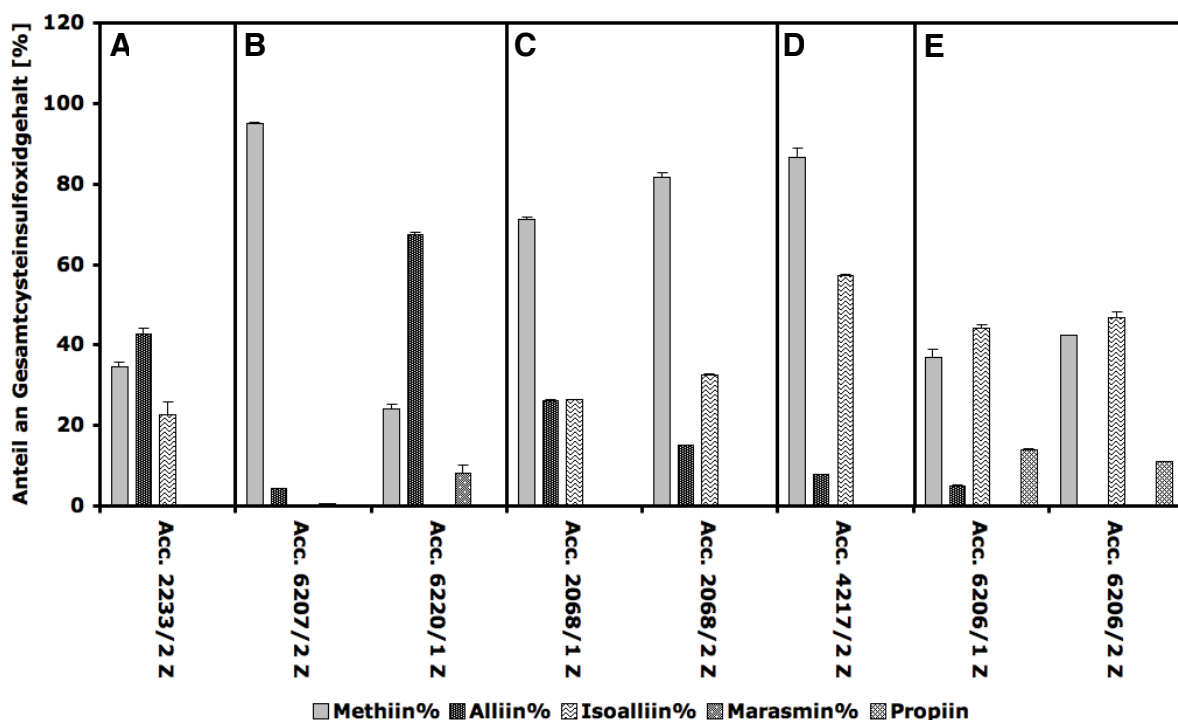 Anteil an Gesamtcysteinsulfoxidgehalt [%]
120
100
80
60
40
20
0
A
B
C
D
E
Acc. 2233/2 Z
Acc. 6207/2 Z
Acc. 6220/1 Z
Acc. 2068/1 Z
Acc. 2068/2 Z
Acc. 4217/2 Z
Acc. 6206/1 Z
Acc. 6206/2 Z
Methiin% Alliin% Isoalliin% Marasmin% Propiin